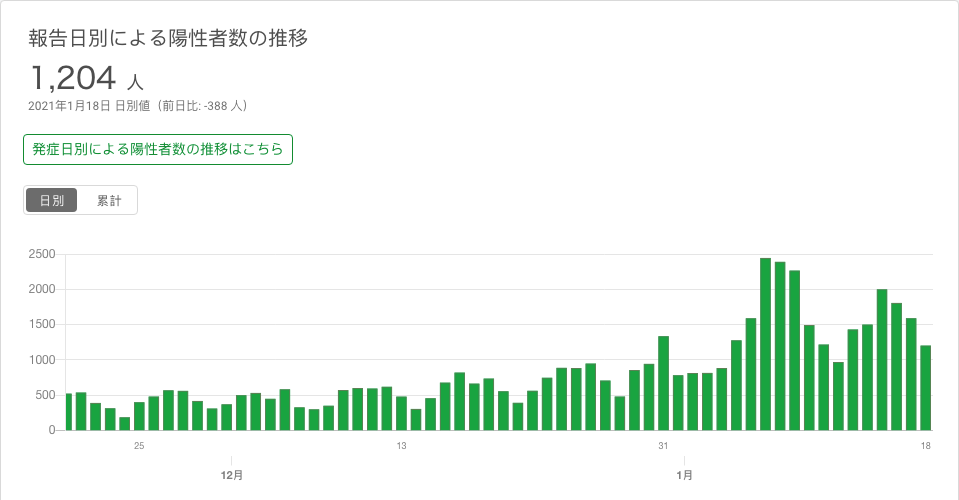 報告日別による陽性者数の推移
1,204 人
2021年1月18日 日別値（前日比: -388 人）
発症日別による陽性者数の推移はこちら
日別 累計
2500
2000
1500
1000
500
0
25 13 31 18
12月 1月